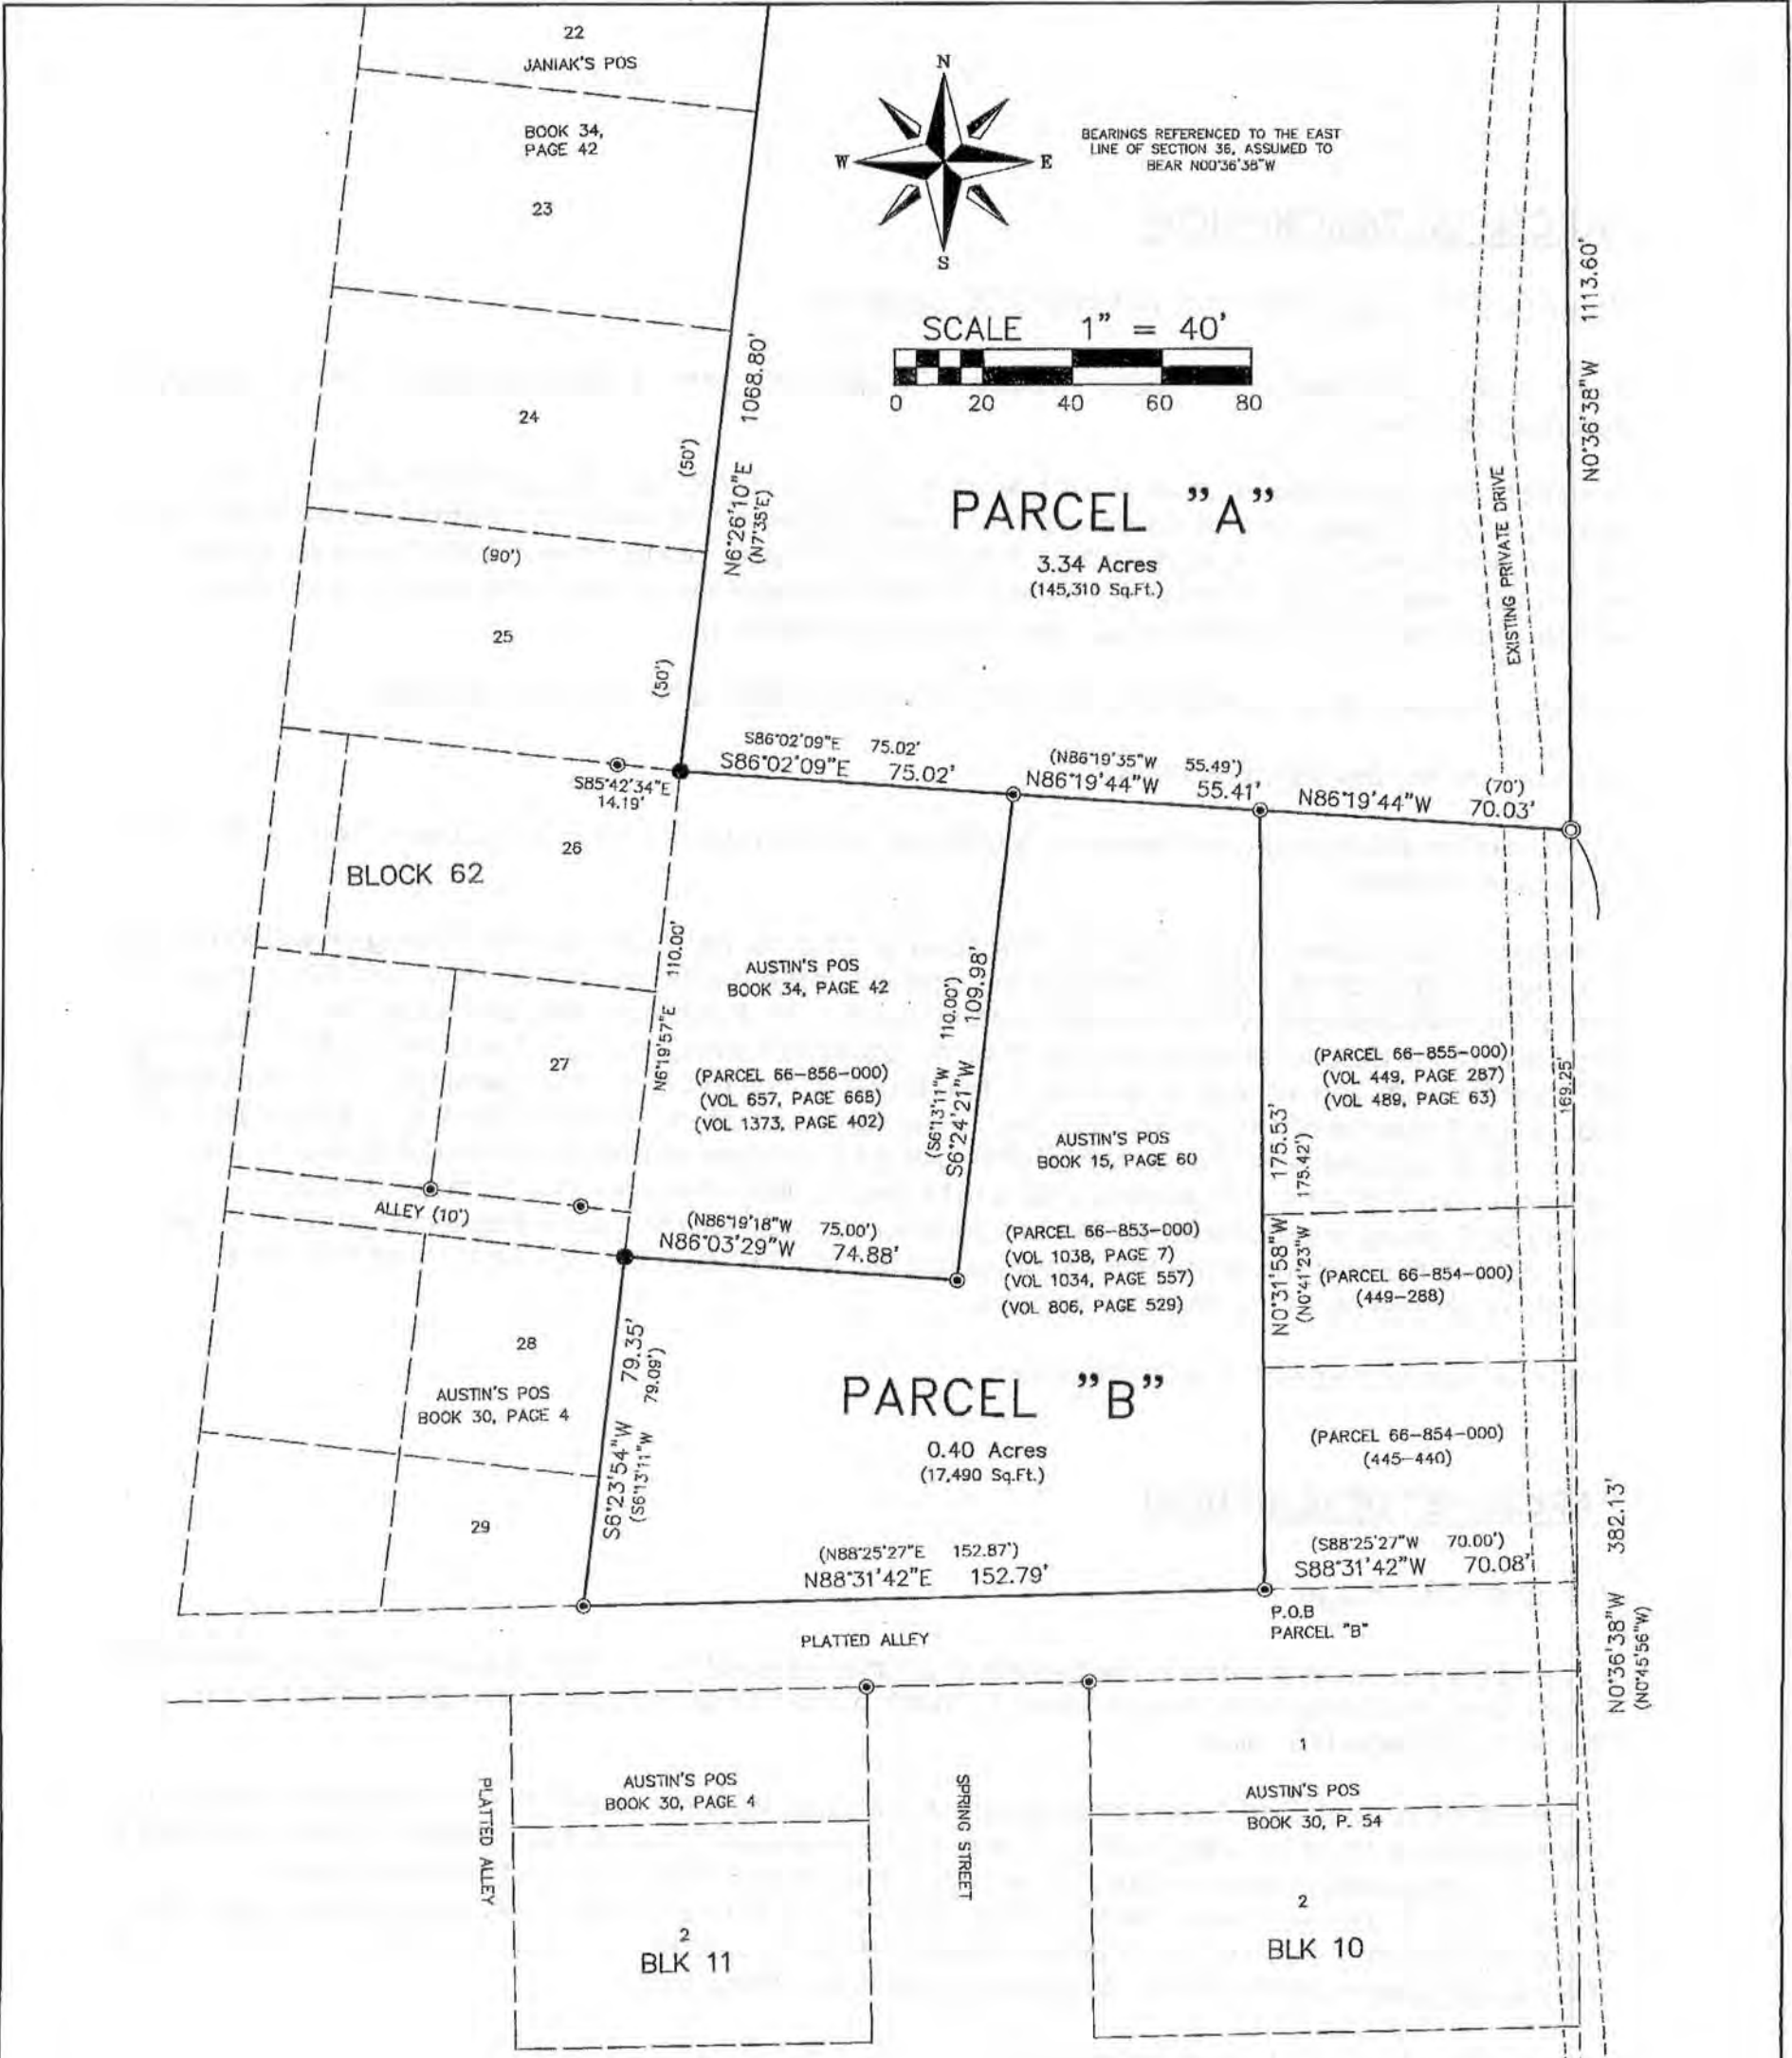 22
JANIAK'S POS
BOOK 34,
PAGE 42
23
N
W
E
S
BEARINGS REFERENCED TO THE EAST
LINE OF SECTION 36, ASSUMED TO
BEAR N00°36'38"W
SCALE 1" = 40'
0 20 40 60 80
N0°36'38"W 1113.60'
24
(50')
N6°26'10"E 1068.80'
(N7°35'E)
PARCEL "A"
3.34 Acres
(145,310 Sq.Ft.)
EXISTING PRIVATE DRIVE
(90')
25
(50')
S86°02'09"E 75.02'
S86°02'09"E 75.02'
(N86°19'35"W 55.49')
N86°19'44"W 55.41'
(70')
N86°19'44"W 70.03'
S85°42'34"E
14.19'
26
BLOCK 62
N6°19'57"E 110.00'
AUSTIN'S POS
BOOK 34, PAGE 42
27
(PARCEL 66-856-000)
(VOL 657, PAGE 668)
(VOL 1373, PAGE 402)
(S6°13'11"W 110.00')
S6°24'21"W 109.98'
AUSTIN'S POS
BOOK 15, PAGE 60
(PARCEL 66-855-000)
(VOL 449, PAGE 287)
(VOL 489, PAGE 63)
169.25'
N0°31'58"W 175.53'
(N0°41'23"W 175.42')
ALLEY (10')
(N86°19'18"W 75.00')
N86°03'29"W 74.88'
(PARCEL 66-853-000)
(VOL 1038, PAGE 7)
(VOL 1034, PAGE 557)
(VOL 806, PAGE 529)
(PARCEL 66-854-000)
(449-288)
28
AUSTIN'S POS
BOOK 30, PAGE 4
S6°23'54"W 79.35'
(S6°13'11"W 79.09')
PARCEL "B"
0.40 Acres
(17,490 Sq.Ft.)
(PARCEL 66-854-000)
(445-440)
29
(N88°25'27"E 152.87')
N88°31'42"E 152.79'
(S88°25'27"W 70.00')
S88°31'42"W 70.08'
N0°36'38"W 382.13'
(N0°45'56"W)
P.O.B
PARCEL "B"
PLATTED ALLEY
PLATTED ALLEY
AUSTIN'S POS
BOOK 30, PAGE 4
2
BLK 11
SPRING STREET
1
AUSTIN'S POS
BOOK 30, P. 54
2
BLK 10